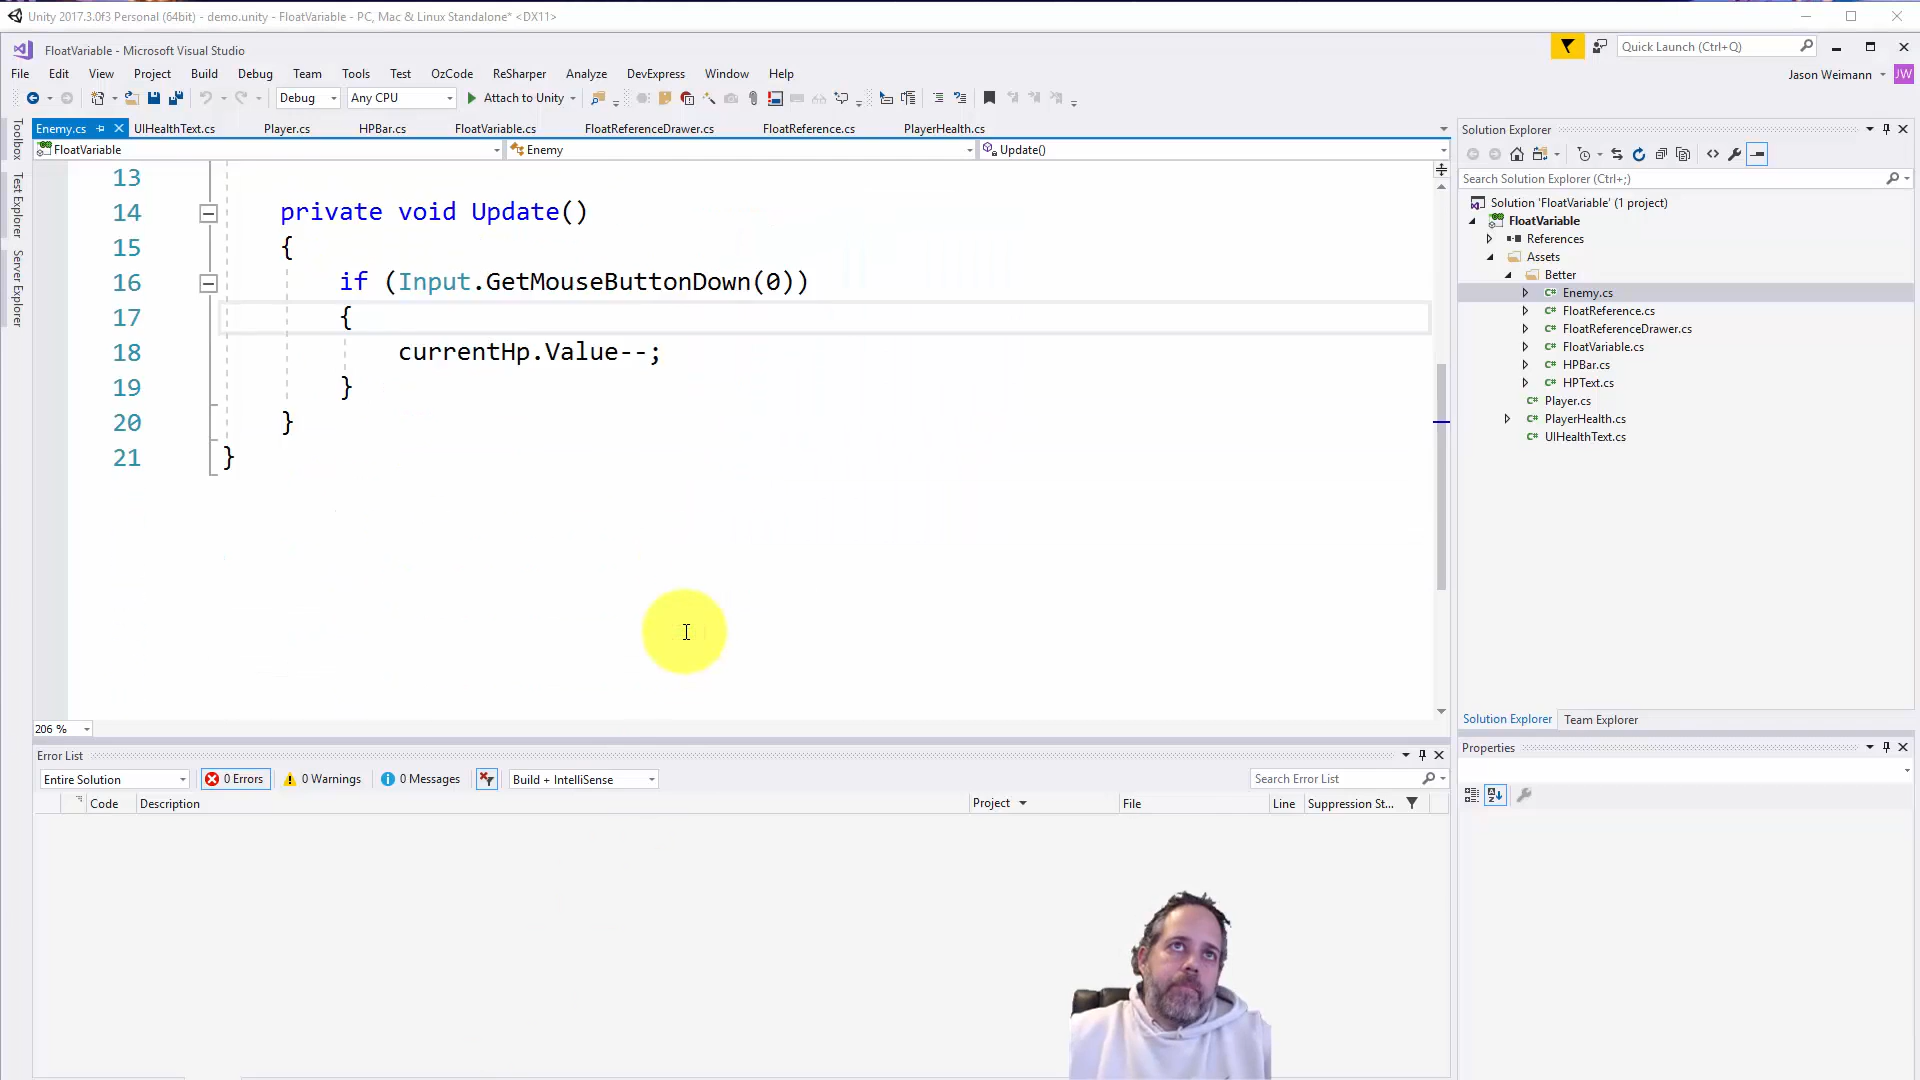 Unity 2017.3.0f3 Personal (64bit) - demo.unity - FloatVariable - PC, Mac & Linux Standalone* <DX11>
FloatVariable - Microsoft Visual Studio
Quick Launch (Ctrl+Q)
File Edit View Project Build Debug Team Tools Test OzCode ReSharper Analyze DevExpress Window Help
Jason Weimann JW
Debug Any CPU Attach to Unity
Enemy.cs UIHealthText.cs Player.cs HPBar.cs FloatVariable.cs FloatReferenceDrawer.cs FloatReference.cs PlayerHealth.cs
FloatVariable Enemy Update()
Toolbox
Test Explorer
Server Explorer
13
14 private void Update()
15 {
16 if (Input.GetMouseButtonDown(0))
17 {
18 currentHp.Value--;
19 }
20 }
21 }
206 %
Solution Explorer
Search Solution Explorer (Ctrl+;)
Solution 'FloatVariable' (1 project)
FloatVariable
References
Assets
Better
C# Enemy.cs
C# FloatReference.cs
C# FloatReferenceDrawer.cs
C# FloatVariable.cs
C# HPBar.cs
C# HPText.cs
C# Player.cs
C# PlayerHealth.cs
C# UIHealthText.cs
Solution Explorer Team Explorer
Properties
Error List
Entire Solution 0 Errors 0 Warnings 0 Messages Build + IntelliSense Search Error List
Code Description Project File Line Suppression St...